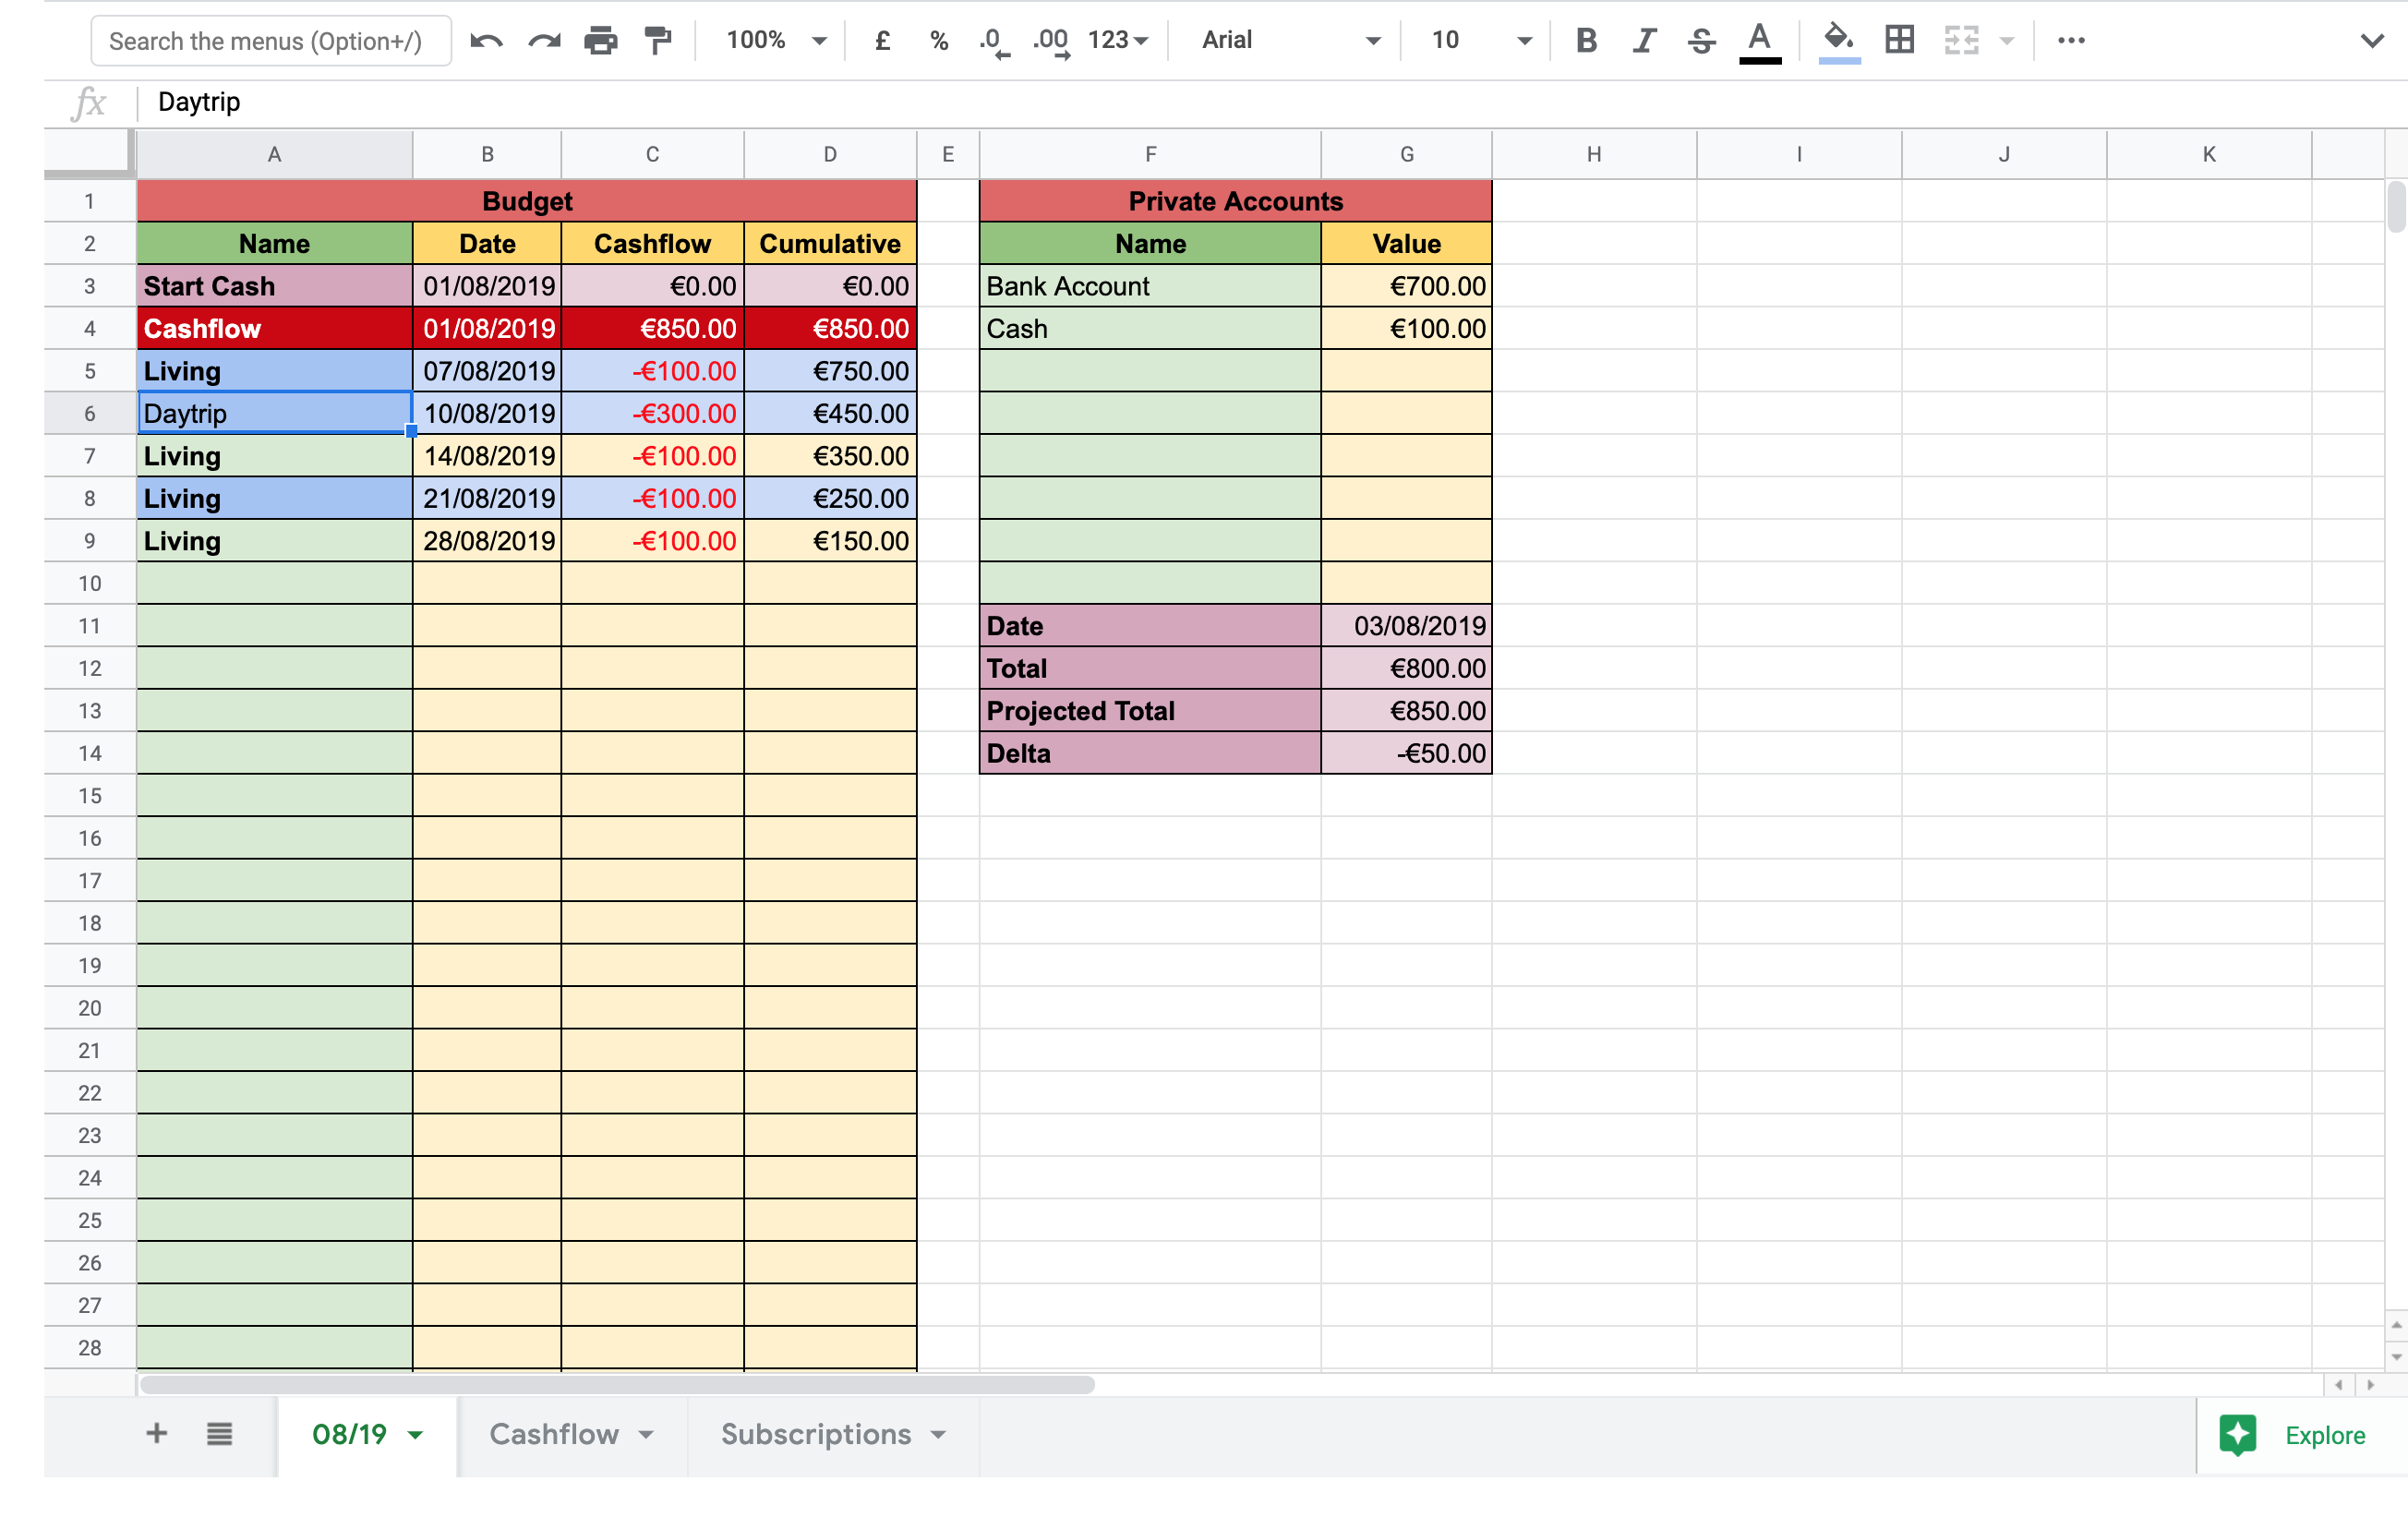 Search the menus (Option+/) 100% £ % .0 .00 123 Arial 10 B I S A
fx Daytrip
A B C D E F G H I J K
1 Budget Private Accounts
2 Name Date Cashflow Cumulative Name Value
3 Start Cash 01/08/2019 €0.00 €0.00 Bank Account €700.00
4 Cashflow 01/08/2019 €850.00 €850.00 Cash €100.00
5 Living 07/08/2019 -€100.00 €750.00
6 Daytrip 10/08/2019 -€300.00 €450.00
7 Living 14/08/2019 -€100.00 €350.00
8 Living 21/08/2019 -€100.00 €250.00
9 Living 28/08/2019 -€100.00 €150.00
10
11 Date 03/08/2019
12 Total €800.00
13 Projected Total €850.00
14 Delta -€50.00
15
16
17
18
19
20
21
22
23
24
25
26
27
28
08/19 Cashflow Subscriptions Explore